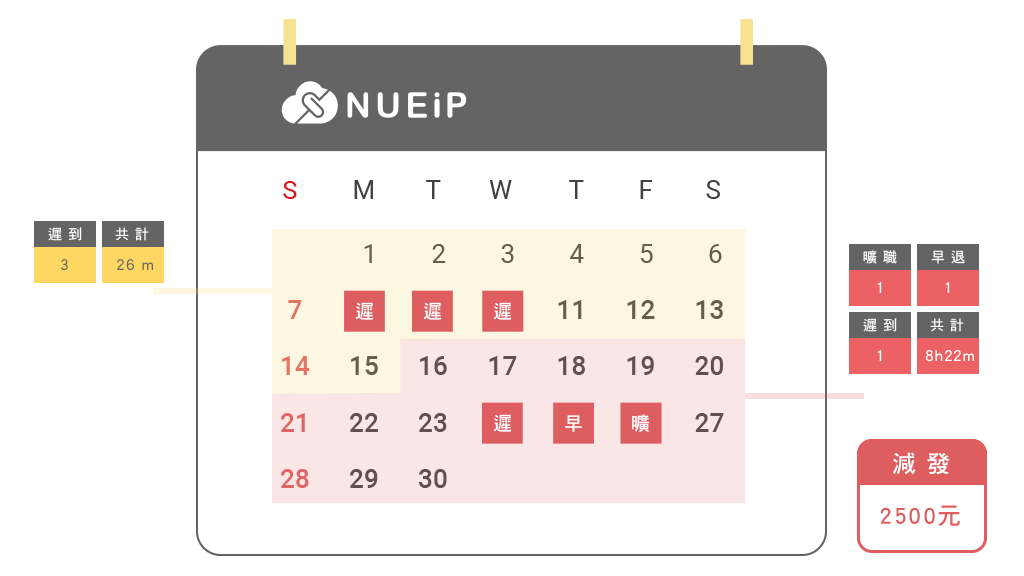 NUEiP
S M T W T F S
1 2 3 4 5 6
7 遲 遲 遲 11 12 13
14 15 16 17 18 19 20
21 22 23 遲 早 曠 27
28 29 30
遲到 共計
3 26 m
曠職 早退
1 1
遲到 共計
1 8h22m
減發
2500元